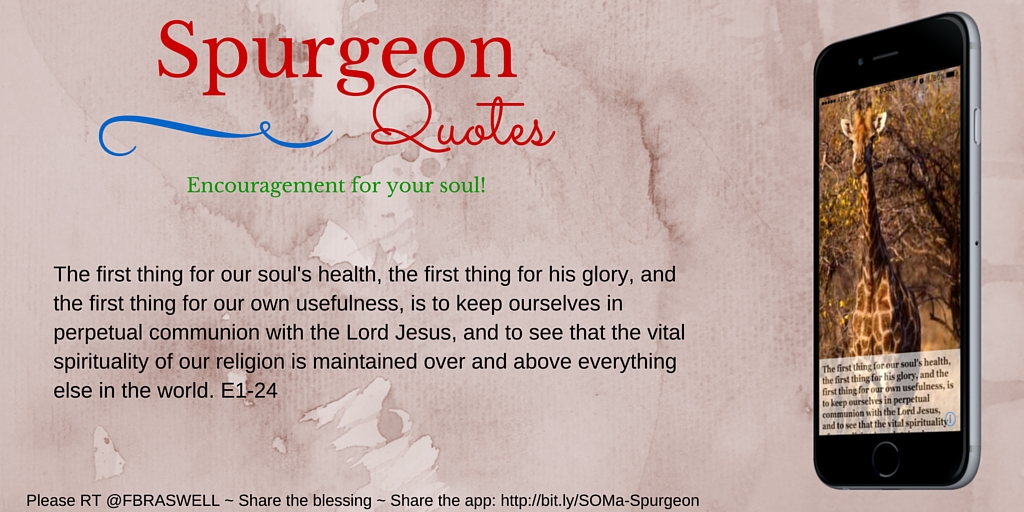 Spurgeon
Quotes
Encouragement for your soul!
The first thing for our soul's health, the first thing for his glory, and
the first thing for our own usefulness, is to keep ourselves in
perpetual communion with the Lord Jesus, and to see that the vital
spirituality of our religion is maintained over and above everything
else in the world. E1-24
The first thing for our soul's health,
the first thing for his glory, and the
first thing for our own usefulness, is
to keep ourselves in perpetual
communion with the Lord Jesus,
and to see that the vital spirituality
Please RT @FBRASWELL ~ Share the blessing ~ Share the app: http://bit.ly/SOMa-Spurgeon